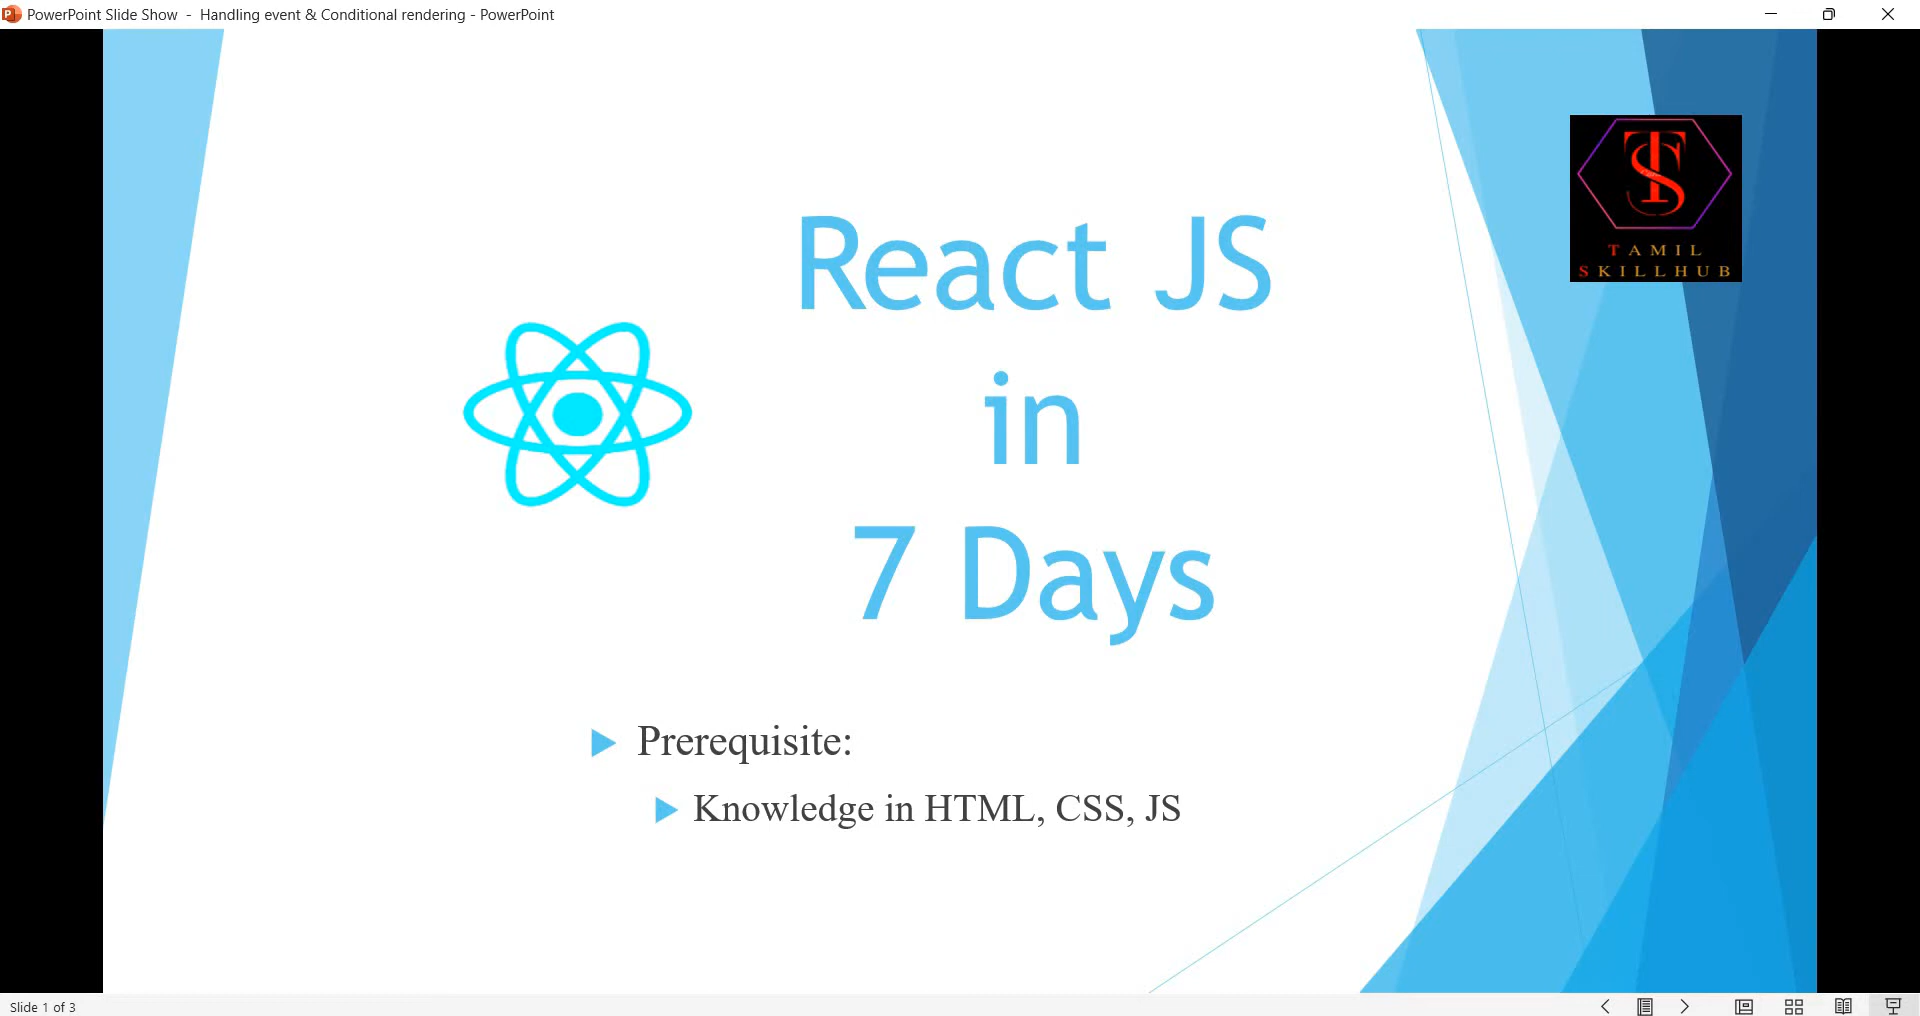 PowerPoint Slide Show - Handling event & Conditional rendering - PowerPoint
TAMIL
SKILLHUB
React JS
in
7 Days
Prerequisite:
Knowledge in HTML, CSS, JS
Slide 1 of 3